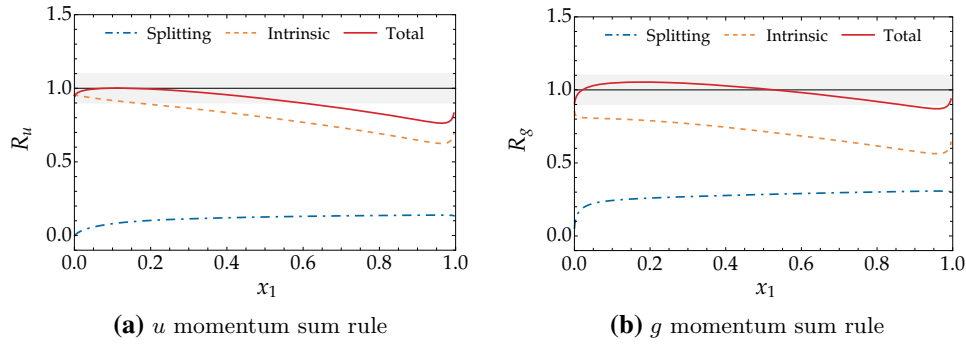 Splitting Intrinsic Total
1.5
1.0
0.5
0.0
R_u
0.0 0.2 0.4 0.6 0.8 1.0
x_1
(a) u momentum sum rule
Splitting Intrinsic Total
1.5
1.0
0.5
0.0
R_g
0.0 0.2 0.4 0.6 0.8 1.0
x_1
(b) g momentum sum rule